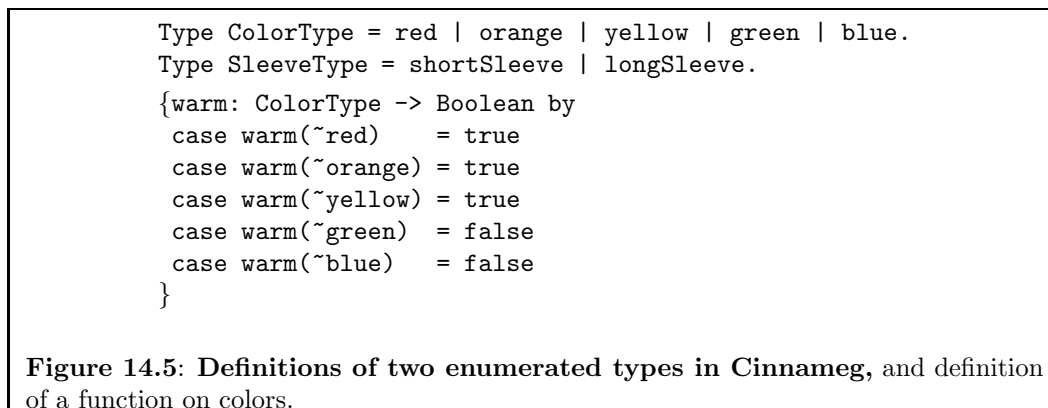 Type ColorType = red | orange | yellow | green | blue.
Type SleeveType = shortSleeve | longSleeve.
{warm: ColorType -> Boolean by
case warm(~red) = true
case warm(~orange) = true
case warm(~yellow) = true
case warm(~green) = false
case warm(~blue) = false
}
Figure 14.5: Definitions of two enumerated types in Cinnameg, and definition
of a function on colors.